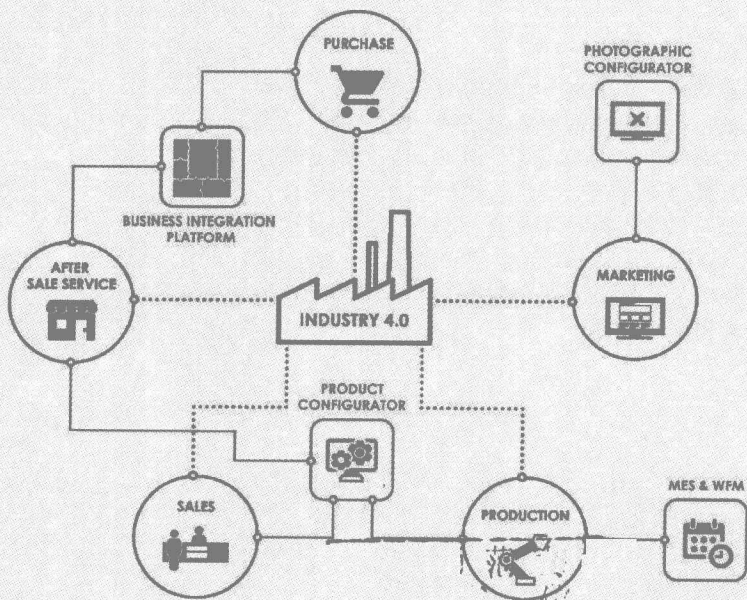 PURCHASE
PHOTOGRAPHIC
CONFIGURATOR
BUSINESS INTEGRATION
PLATFORM
AFTER
SALE SERVICE
MARKETING
INDUSTRY 4.0
PRODUCT
CONFIGURATOR
SALES
PRODUCTION
MES & WFM